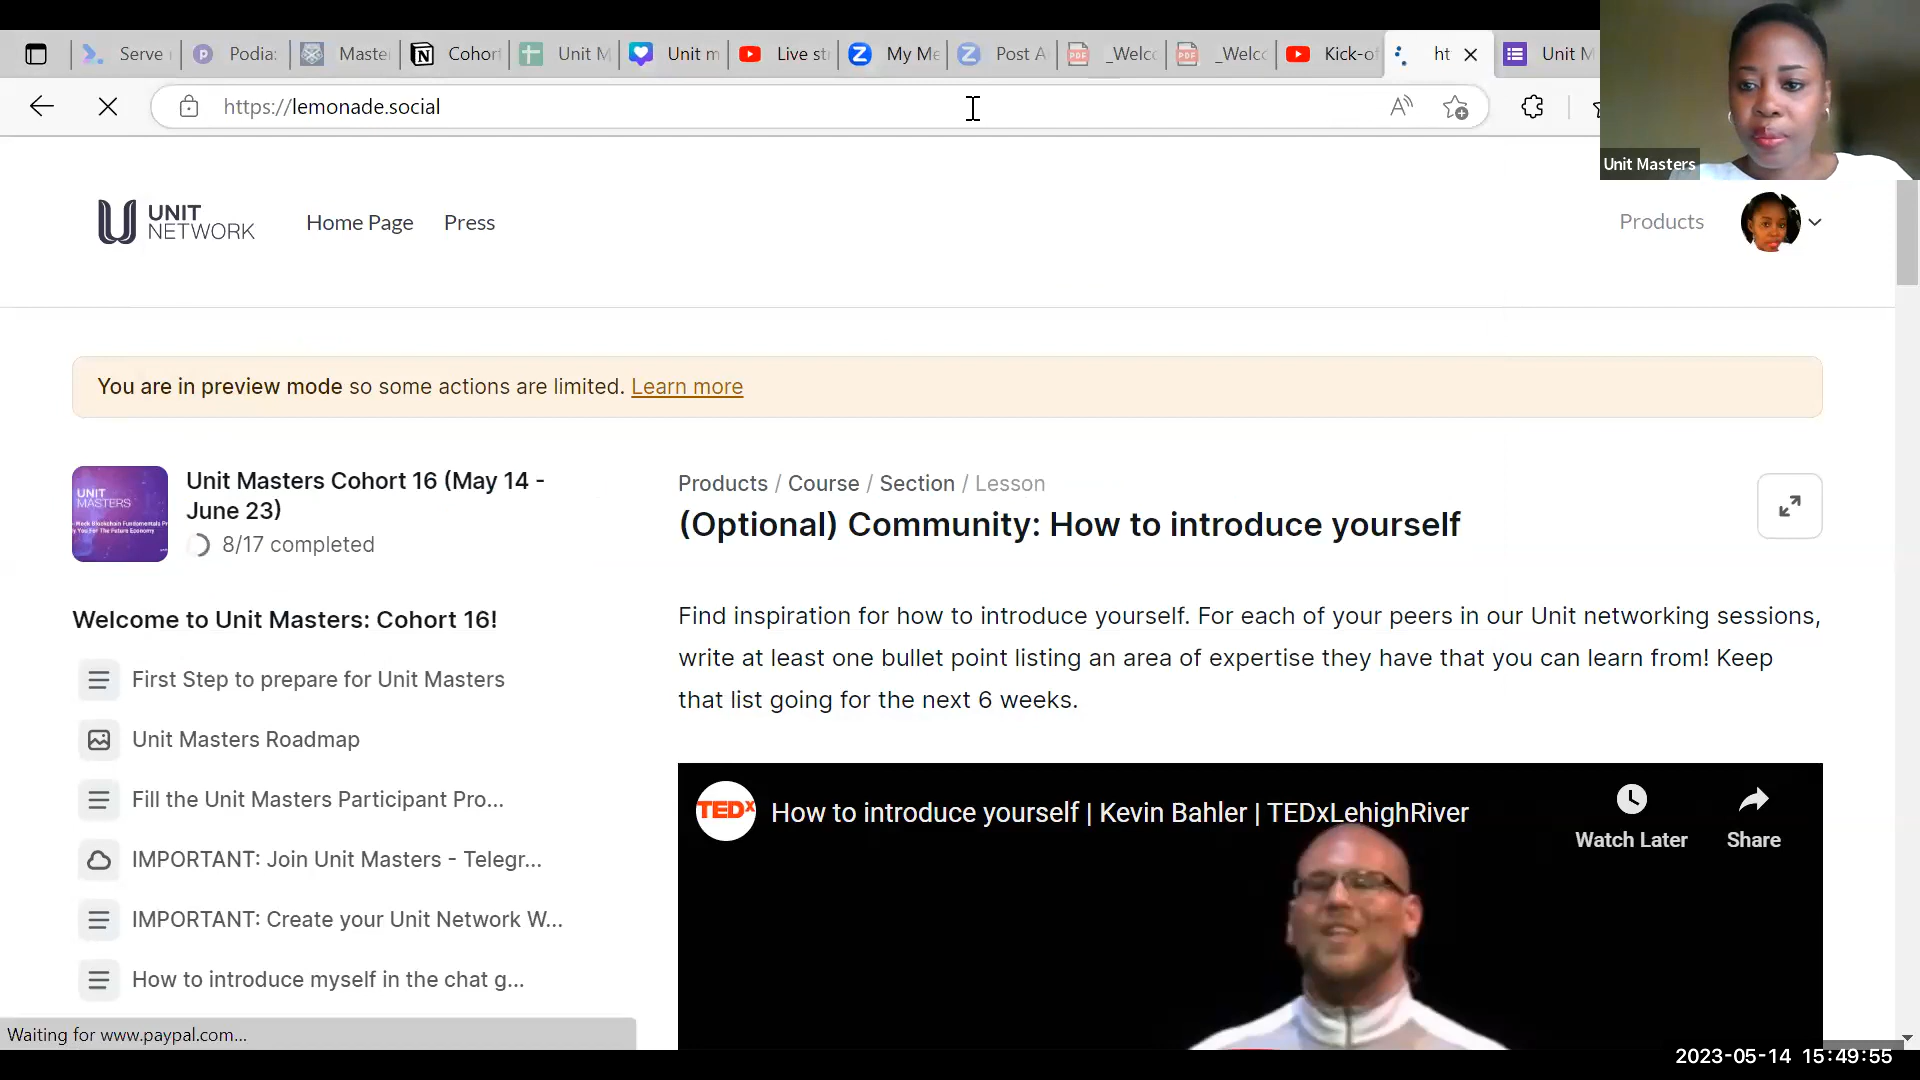 Serve
Podia:
Maste
Cohor
Unit M
Unit m
Live st
My Me
Post A
_Welc
_Welc
Kick-o
ht
Unit M
https://lemonade.social
Unit Masters
UNIT
NETWORK
Home Page
Press
Products
You are in preview mode so some actions are limited. Learn more
UNIT
MASTERS
Unit Masters Cohort 16 (May 14 -
June 23)
8/17 completed
Products / Course / Section / Lesson
(Optional) Community: How to introduce yourself
Welcome to Unit Masters: Cohort 16!
First Step to prepare for Unit Masters
Unit Masters Roadmap
Fill the Unit Masters Participant Pro...
IMPORTANT: Join Unit Masters - Telegr...
IMPORTANT: Create your Unit Network W...
How to introduce myself in the chat g...
Find inspiration for how to introduce yourself. For each of your peers in our Unit networking sessions,
write at least one bullet point listing an area of expertise they have that you can learn from! Keep
that list going for the next 6 weeks.
TEDx
How to introduce yourself | Kevin Bahler | TEDxLehighRiver
Watch Later
Share
Waiting for www.paypal.com...
2023-05-14 15:49:55